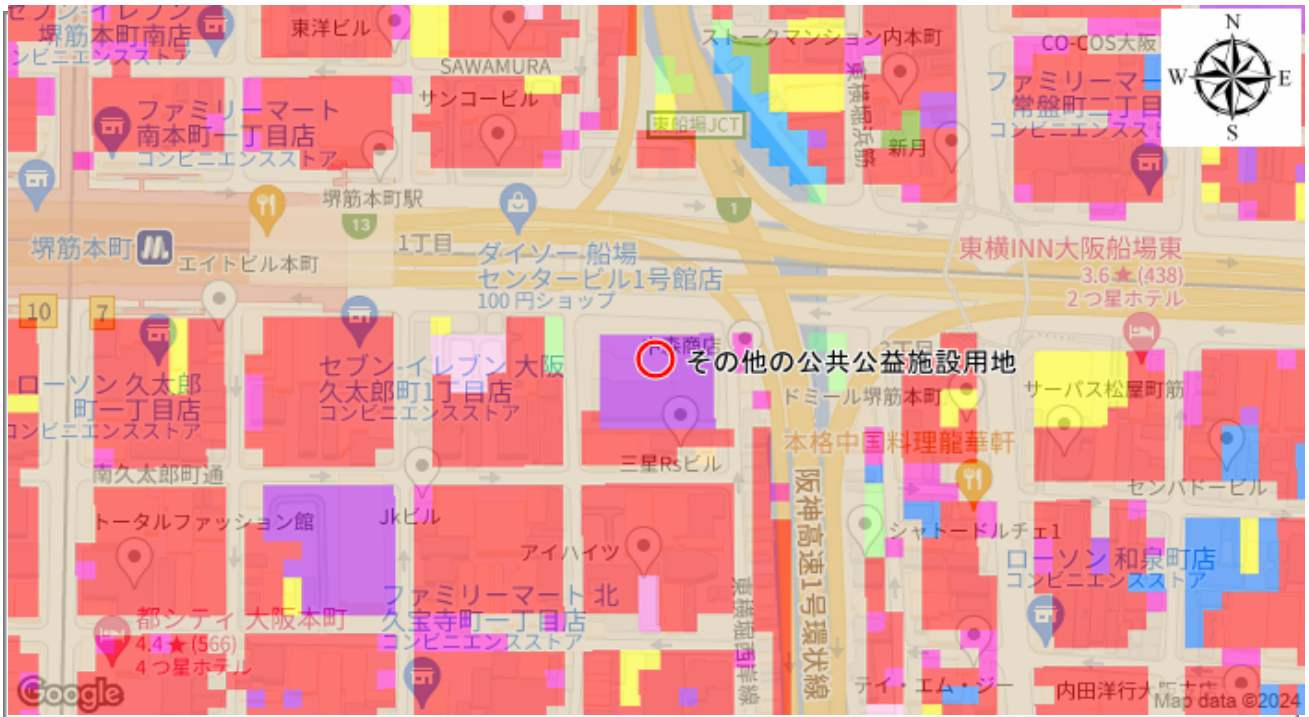 セブン-イレブン
堺筋本町南店
コンビニエンスストア
東洋ビル
SAWAMURA
サンコービル
ファミリーマート
南本町一丁目店
コンビニエンスストア
ストークマンション内本町
CO-COS大阪
ファミリーマー
常盤町二丁目
コンビニエンスス
N
W
E
S
東船場JCT
東横堀浜筋
新月
堺筋本町駅
13
1
1丁目
堺筋本町
エイトビル本町
ダイソー 船場
センタービル1号館店
100 円ショップ
東横INN大阪船場東
3.6 ★ (438)
2 つ星ホテル
10
7
その他の公共公益施設用地
ローソン 久太郎
町一丁目店
コンビニエンスストア
セブン-イレブン 大阪
久太郎町1丁目店
コンビニエンスストア
ドミール堺筋本町
サーパス松屋町筋
本格中国料理龍華軒
三星Rsビル
南久太郎町通
センバドービル
トータルファッション館
Jkビル
アイハイツ
阪神高速1号環状線
シャトードルチェ1
ローソン 和泉町店
コンビニエンスストア
ファミリーマート 北
久宝寺町一丁目店
コンビニエンスストア
東横堀西岸線
都シティ 大阪本町
4.4 ★ (566)
4 つ星ホテル
ティ・エム・ジー
内田洋行大阪支店
Google
Map data ©2024